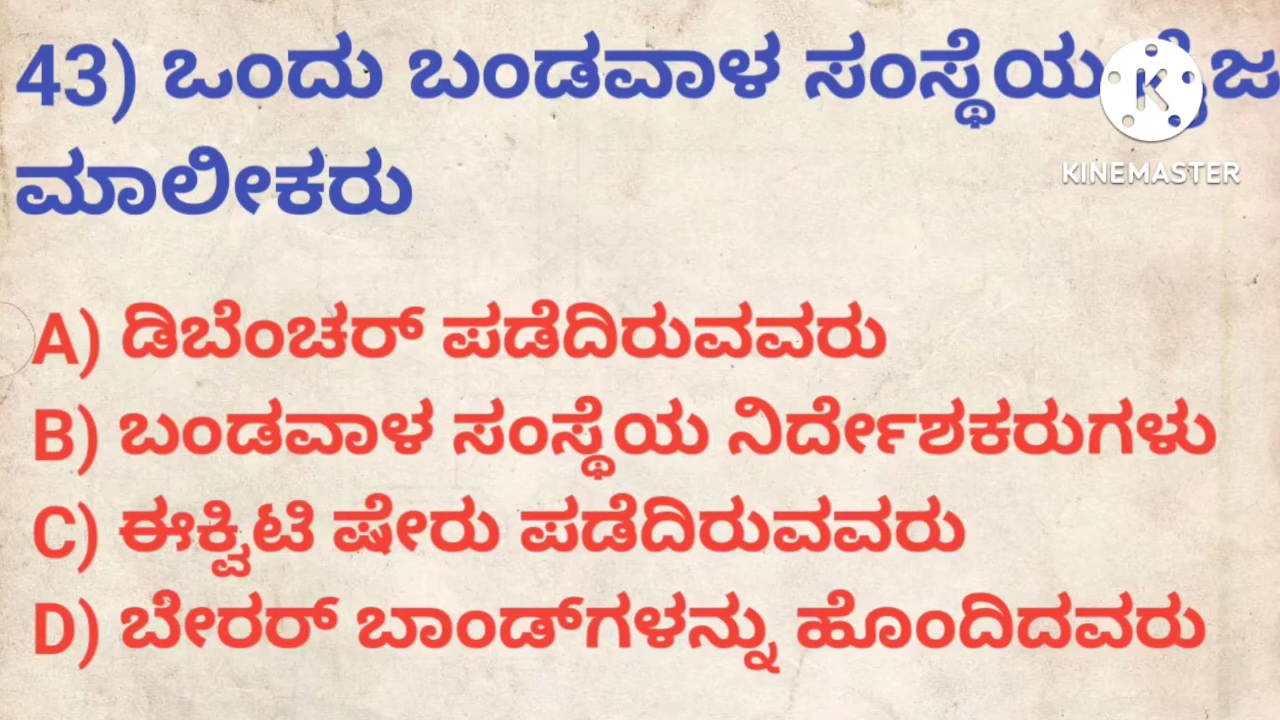 43) ಒಂದು ಬಂಡವಾಳ ಸಂಸ್ಥೆಯ
ಮಾಲೀಕರು
KINEMASTER
A) ಡಿಬೆಂಚರ್ ಪಡೆದಿರುವವರು
B) ಬಂಡವಾಳ ಸಂಸ್ಥೆಯ ನಿರ್ದೇಶಕರುಗಳು
C) ಈಕ್ವಿಟಿ ಷೇರು ಪಡೆದಿರುವವರು
D) ಬೇರರ್ ಬಾಂಡ್‌ಗಳನ್ನು ಹೊಂದಿದವರು